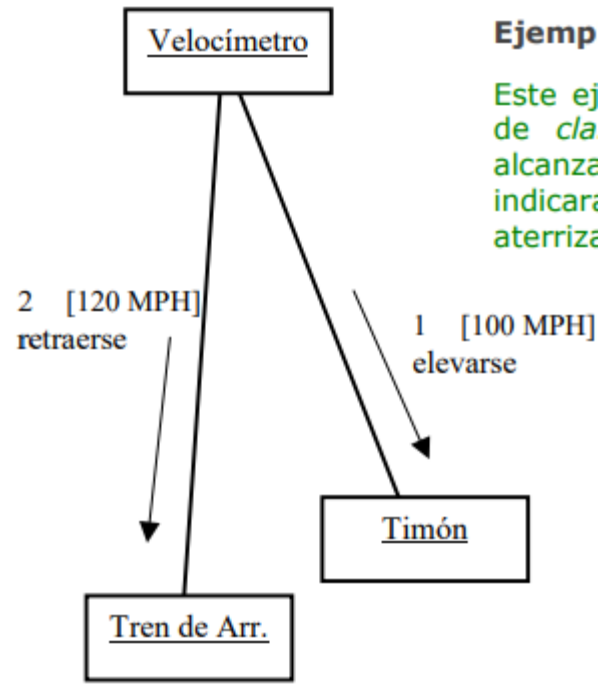 Velocímetro
Ejemp
Este ej
de cla
alcanza
indicara
aterriza
2 [120 MPH]
retraerse
1 [100 MPH]
elevarse
Timón
Tren de Arr.